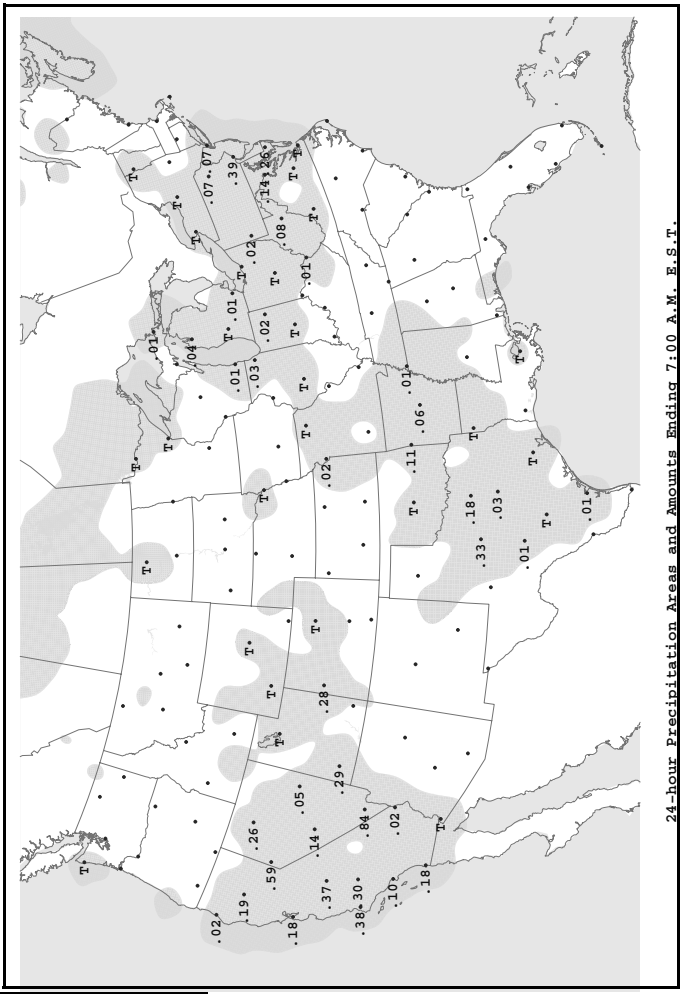 T
T
T
T
.01
T
T
.04
T
.07
.07
.02
T
.01
.39
.01
T
.19
T
.02
.26
.03
T
.02
.14
.26
.59
T
T
T
.08
.18
T
T
T
.05
T
T
.01
T
.14
T
.28
.37
.02
.29
.30
.38
.84
.10
.02
.01
.11
T
.06
.18
T
.18
T
.33
.03
T
.01
T
T
.01
24-hour Precipitation Areas and Amounts Ending 7:00 A.M. E.S.T.